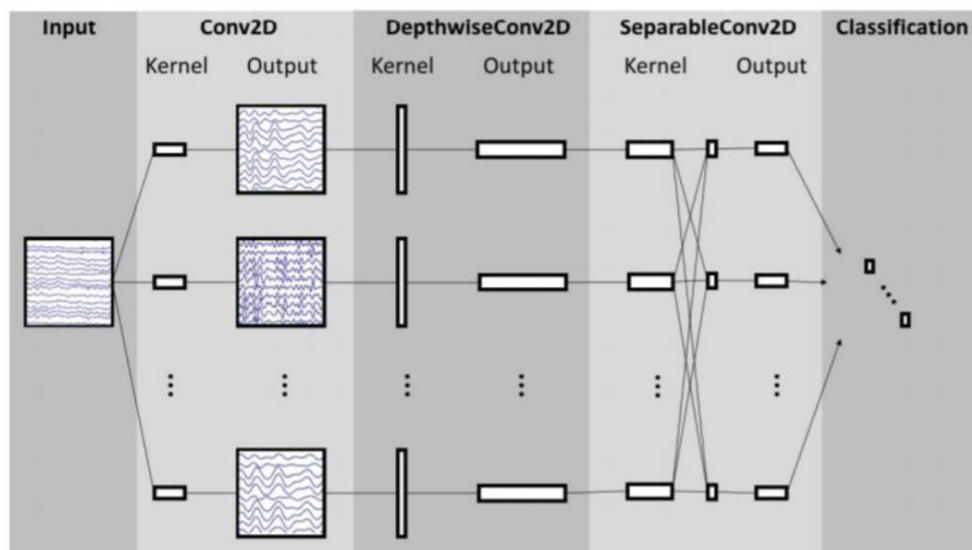 Input Conv2D DepthwiseConv2D SeparableConv2D Classification
Kernel Output Kernel Output Kernel Output